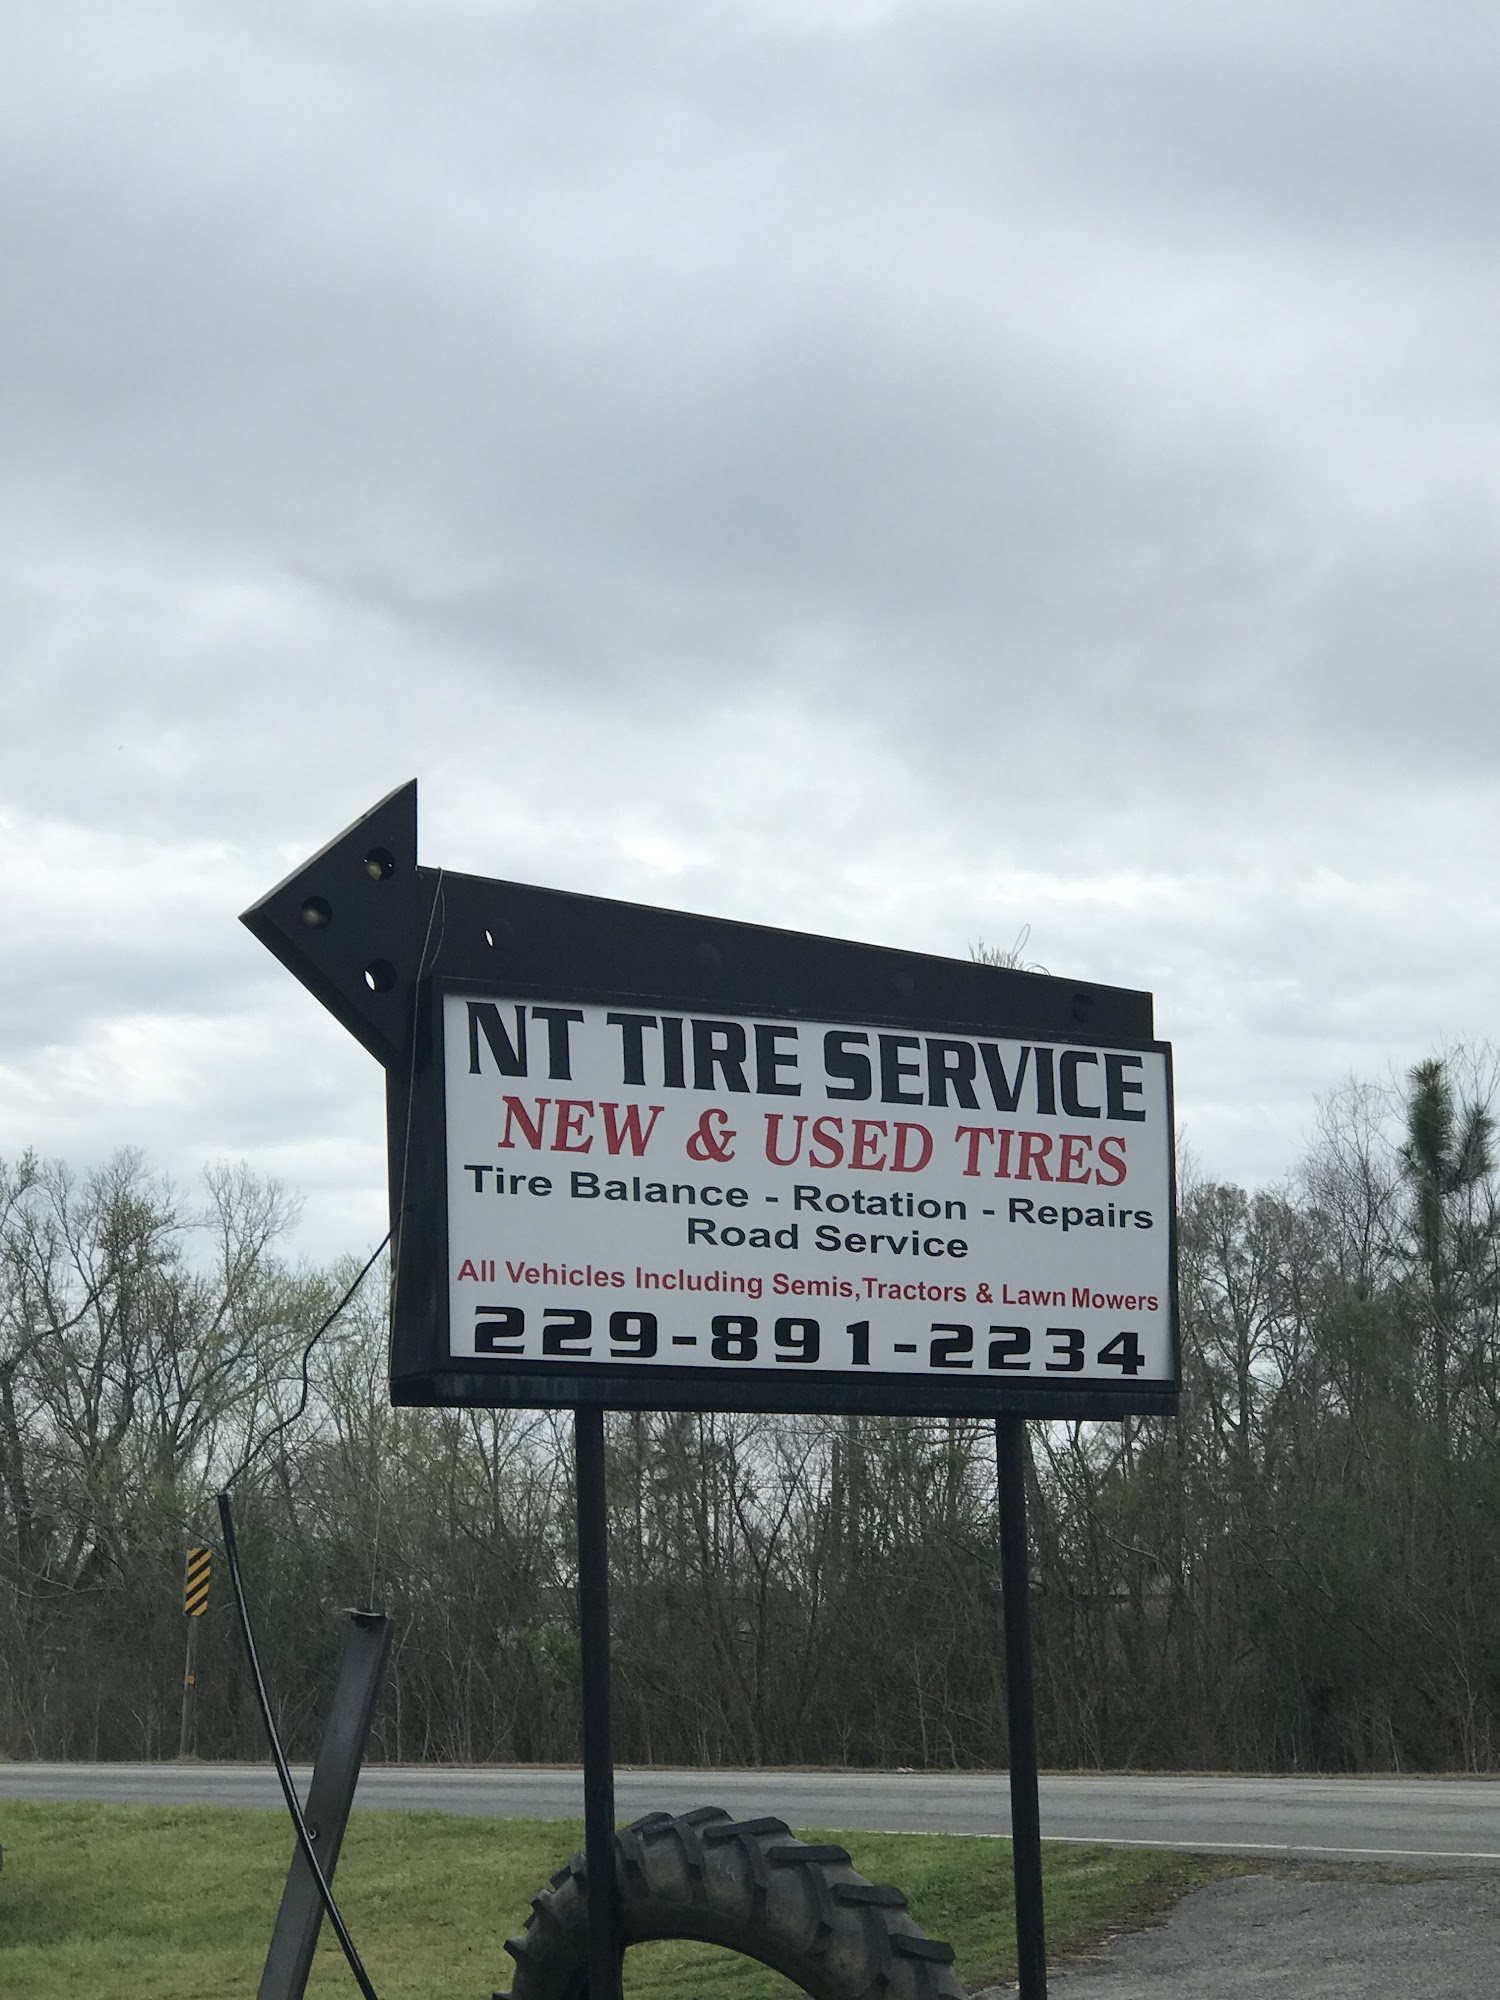 NT TIRE SERVICE
NEW & USED TIRES
Tire Balance - Rotation - Repairs
Road Service
All Vehicles Including Semis, Tractors & Lawn Mowers
229-891-2234